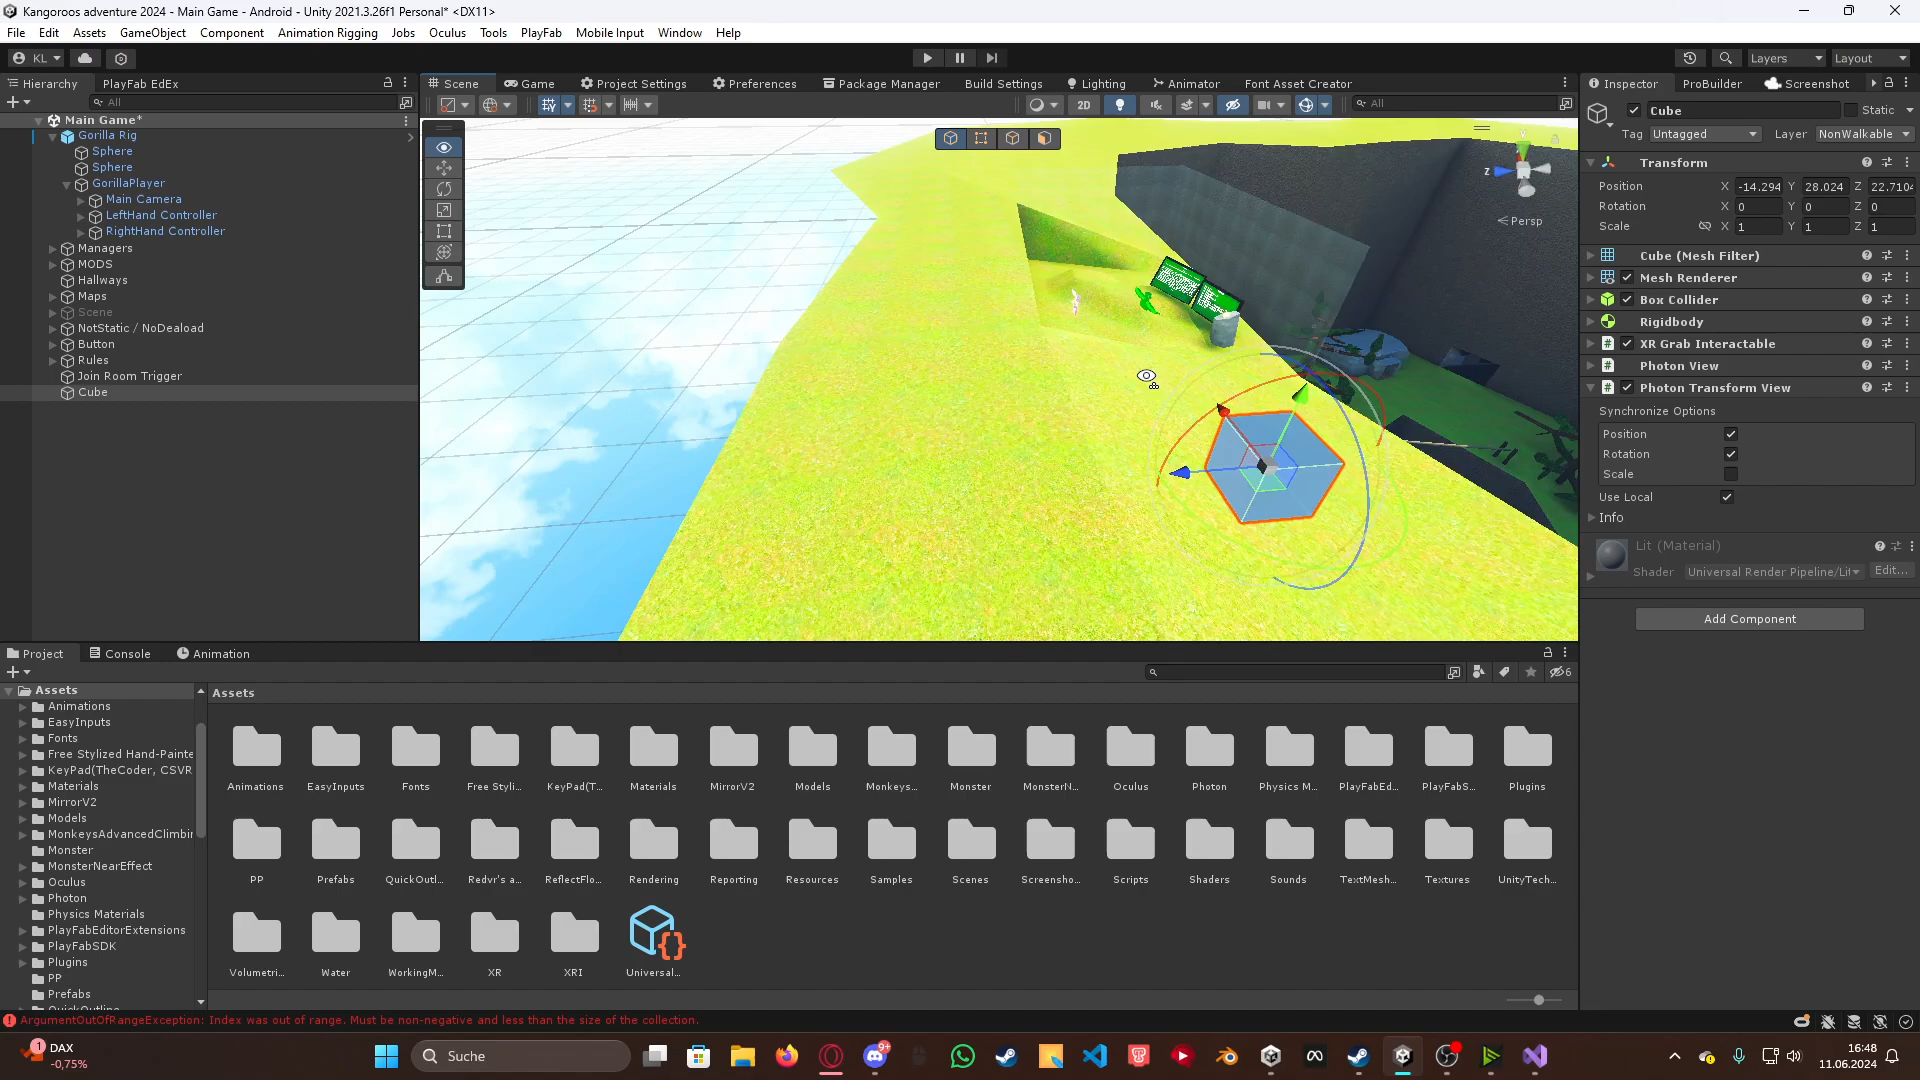 Kangoroos adventure 2024 - Main Game - Android - Unity 2021.3.26f1 Personal* <DX11>
File Edit Assets GameObject Component Animation Rigging Jobs Oculus Tools PlayFab Mobile Input Window Help
KL Layers Layout
Hierarchy PlayFab EdEx Scene Game Project Settings Preferences Package Manager Build Settings Lighting Animator Font Asset Creator Inspector ProBuilder Screenshot
All 2D All
Cube Static
Tag Untagged Layer NonWalkable
Main Game*
Gorilla Rig
Sphere
Sphere
GorillaPlayer
Main Camera
LeftHand Controller
RightHand Controller
Managers
MODS
Hallways
Maps
Scene
NotStatic / NoDeaload
Button
Rules
Join Room Trigger
Cube
z
Persp
Transform
Position X -14.294 Y 28.024 Z 22.7104
Rotation X 0 Y 0 Z 0
Scale X 1 Y 1 Z 1
Cube (Mesh Filter)
Mesh Renderer
Box Collider
Rigidbody
XR Grab Interactable
Photon View
Photon Transform View
Synchronize Options
Position
Rotation
Scale
Use Local
Info
Lit (Material)
Shader Universal Render Pipeline/Lit Edit...
Add Component
Project Console Animation
6
Assets
Animations
EasyInputs
Fonts
Free Stylized Hand-Painte
KeyPad(TheCoder, CSVR
Materials
MirrorV2
Models
MonkeysAdvancedClimbin
Monster
MonsterNearEffect
Oculus
Photon
Physics Materials
PlayFabEditorExtensions
PlayFabSDK
Plugins
PP
Prefabs
QuickOutline
Assets
Animations EasyInputs Fonts Free Styli... KeyPad(T... Materials MirrorV2 Models Monkeys... Monster MonsterN... Oculus Photon Physics M... PlayFabEd... PlayFabS... Plugins
PP Prefabs QuickOutl... Redvr's a... ReflectFlo... Rendering Reporting Resources Samples Scenes Screensho... Scripts Shaders Sounds TextMesh... Textures UnityTech...
Volumetri... Water WorkingM... XR XRI Universal...
ArgumentOutOfRangeException: Index was out of range. Must be non-negative and less than the size of the collection.
1 DAX
-0,75%
Suche
9+
16:48
11.06.2024